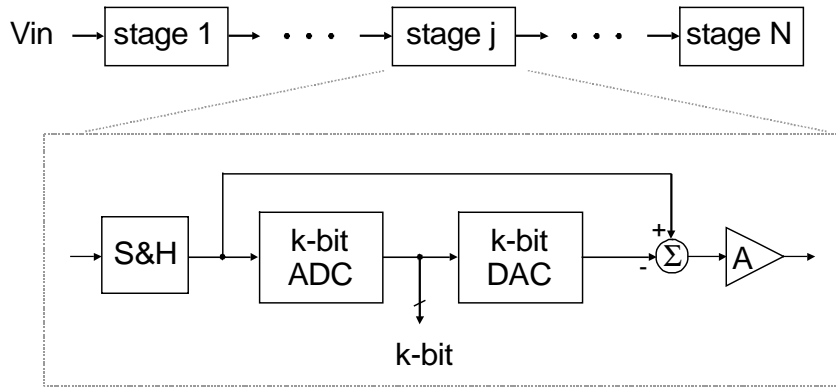 Vin
stage 1
stage j
stage N
S&H
k-bit
ADC
k-bit
DAC
+
-
Σ
A
k-bit